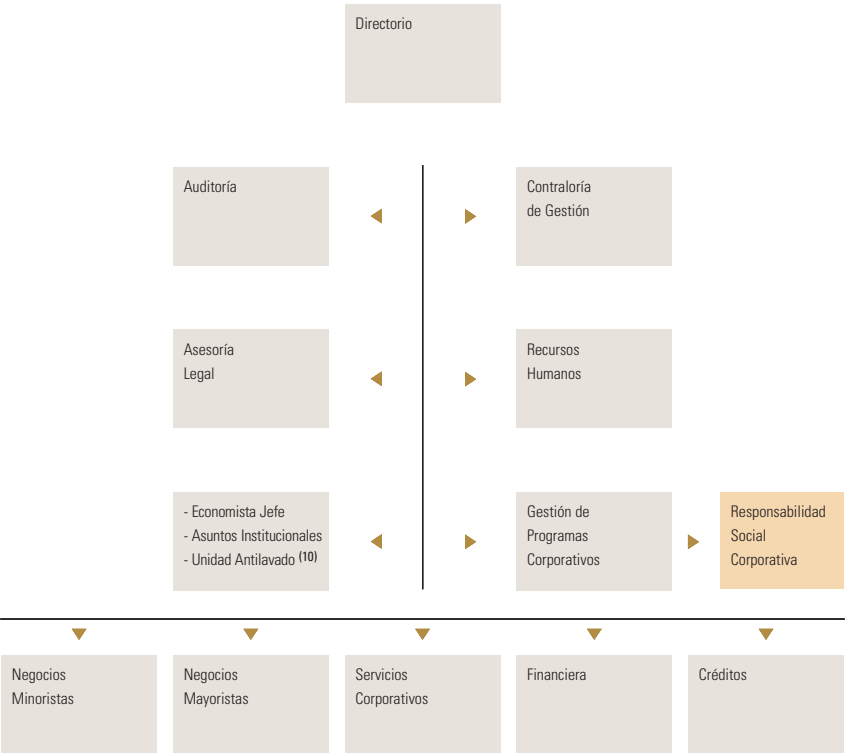 Directorio
Auditoría
Contraloría
de Gestión
Asesoría
Legal
Recursos
Humanos
- Economista Jefe
- Asuntos Institucionales
- Unidad Antilavado (10)
Gestión de
Programas
Corporativos
Responsabilidad
Social
Corporativa
Negocios
Minoristas
Negocios
Mayoristas
Servicios
Corporativos
Financiera
Créditos